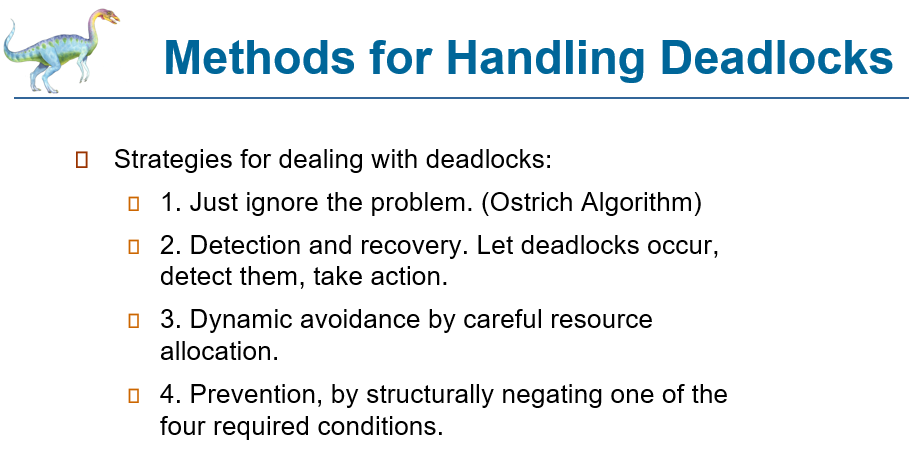 Methods for Handling Deadlocks
Strategies for dealing with deadlocks:
1. Just ignore the problem. (Ostrich Algorithm)
2. Detection and recovery. Let deadlocks occur,
detect them, take action.
3. Dynamic avoidance by careful resource
allocation.
4. Prevention, by structurally negating one of the
four required conditions.